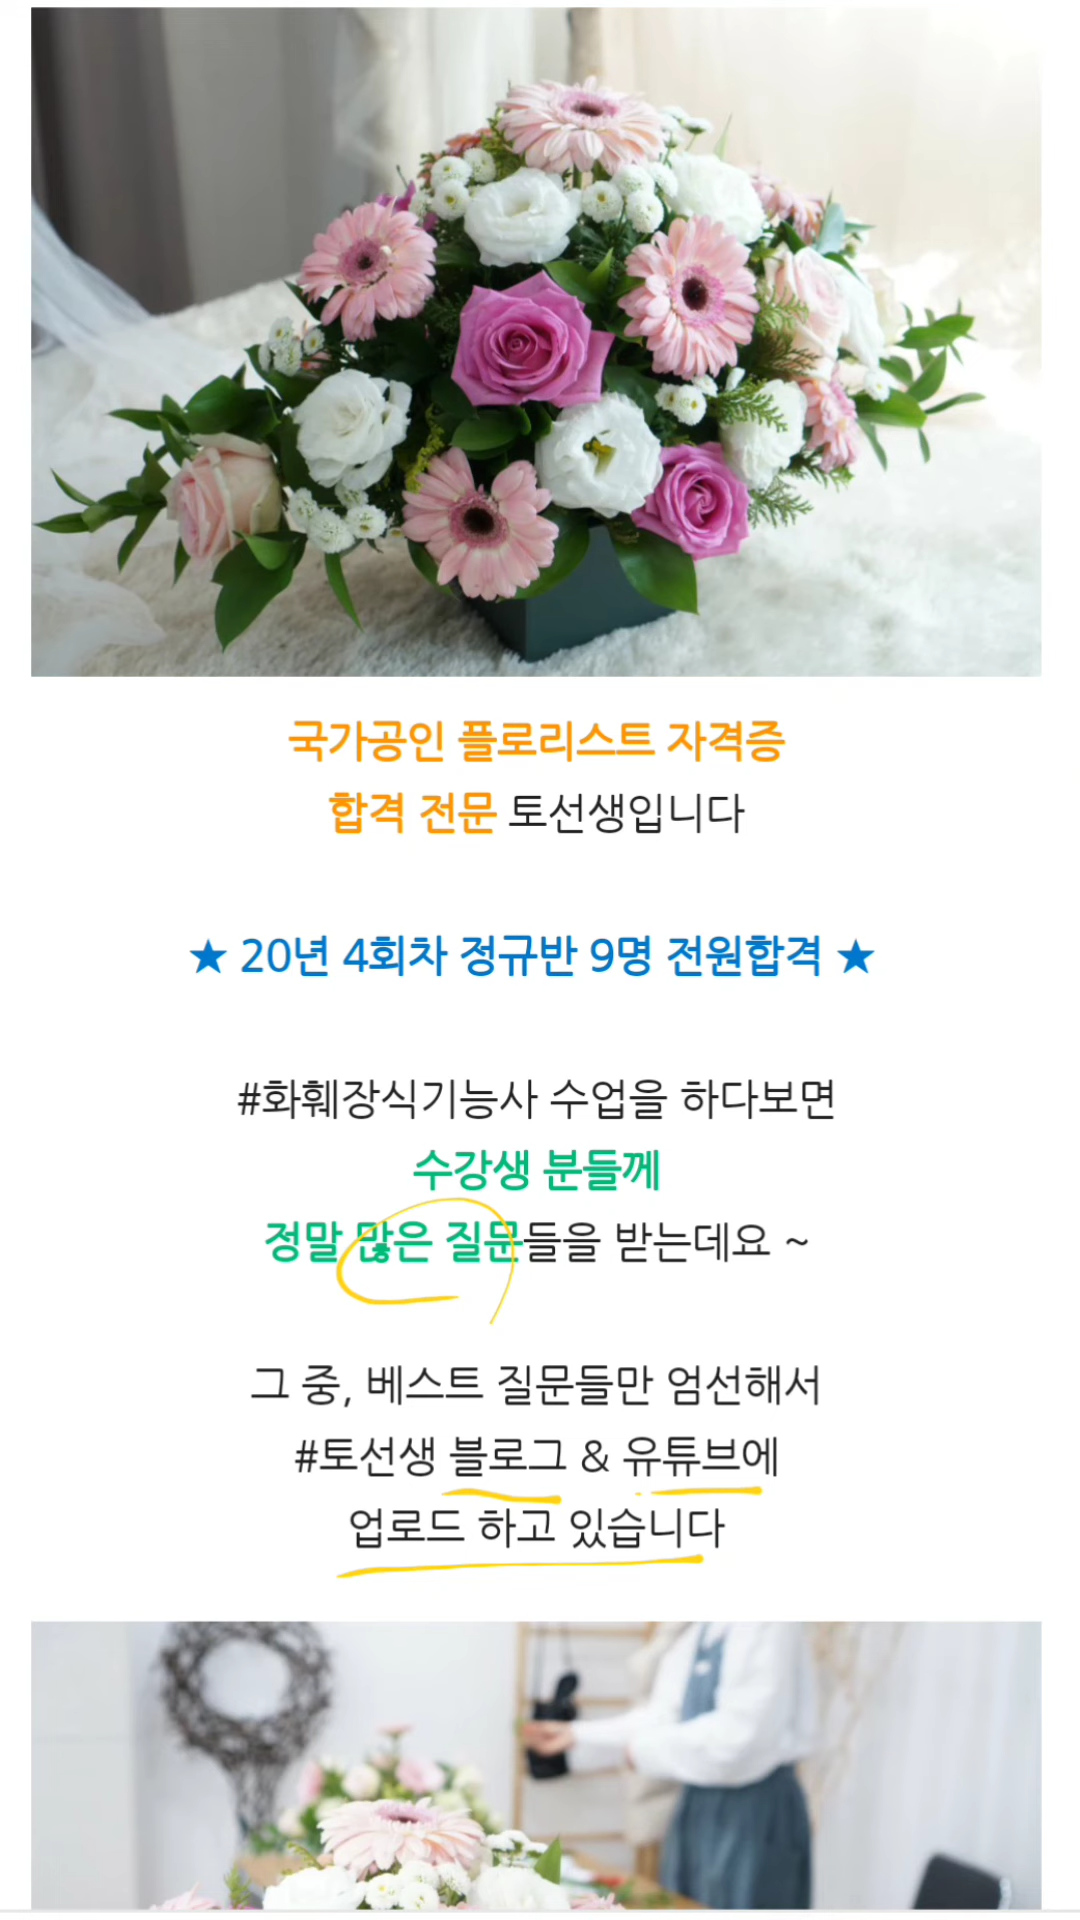 국가공인 플로리스트 자격증
합격 전문 토선생입니다
★ 20년 4회차 정규반 9명 전원합격 ★
#화훼장식기능사 수업을 하다보면
수강생 분들께
정말 많은 질문들을 받는데요 ~
그 중, 베스트 질문들만 엄선해서
#토선생 블로그 & 유튜브에
업로드 하고 있습니다